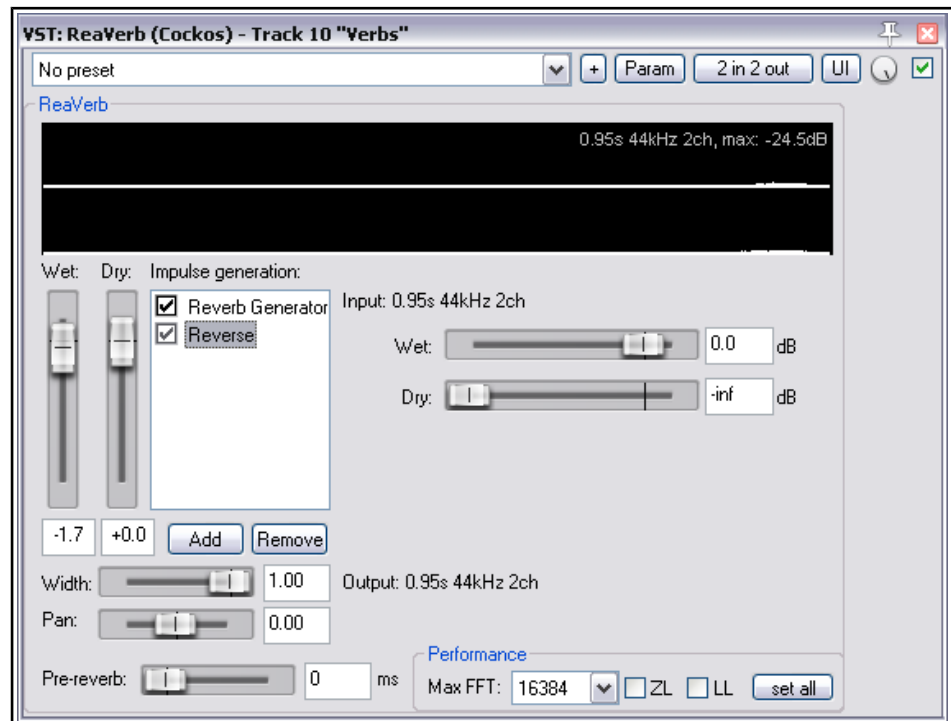 VST: ReaVerb (Cockos) - Track 10 "Verbs"
No preset + Param 2 in 2 out UI
ReaVerb
0.95s 44kHz 2ch, max: -24.5dB
Wet: Dry: Impulse generation:
Reverb Generator Input: 0.95s 44kHz 2ch
Reverse
Wet: 0.0 dB
Dry: -inf dB
-1.7 +0.0 Add Remove
Width: 1.00 Output: 0.95s 44kHz 2ch
Pan: 0.00
Performance
Pre-reverb: 0 ms Max FFT: 16384 ZL LL set all